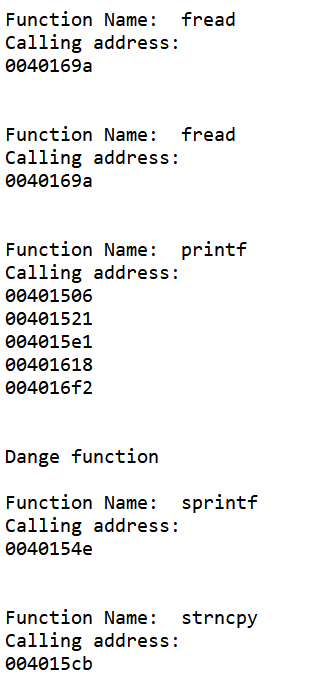 Function Name:  fread
Calling address:
0040169a
Function Name:  fread
Calling address:
0040169a
Function Name:  printf
Calling address:
00401506
00401521
004015e1
00401618
004016f2
Dange function
Function Name:  sprintf
Calling address:
0040154e
Function Name:  strncpy
Calling address:
004015cb